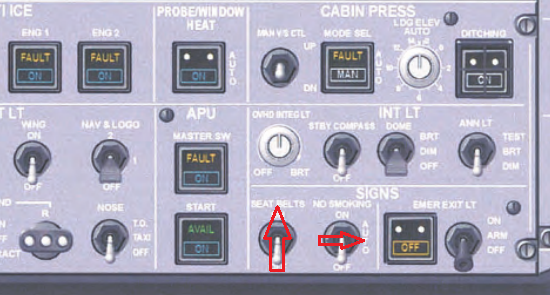 ICE
PROBE/WINDOW
HEAT
CABIN PRESS
ENG 1
ENG 2
MAN V/S CTL
MODE SEL
LDG ELEV
AUTO
DITCHING
UP
DN
FAULT
ON
FAULT
ON
AUTO
FAULT
MAN
AUTO
ON
LT
APU
INT LT
WING
ON
OFF
NAV & LOGO
2
1
OFF
MASTER SW
FAULT
ON
OVHD INTEG LT
OFF
BRT
STBY COMPASS
OFF
DOME
BRT
DIM
OFF
ANN LT
TEST
BRT
DIM
SIGNS
R
NOSE
T.O.
TAXI
OFF
START
AVAIL
ON
SEAT BELTS
NO SMOKING
ON
AUTO
OFF
EMER EXIT LT
OFF
ON
ARM
OFF
RACT